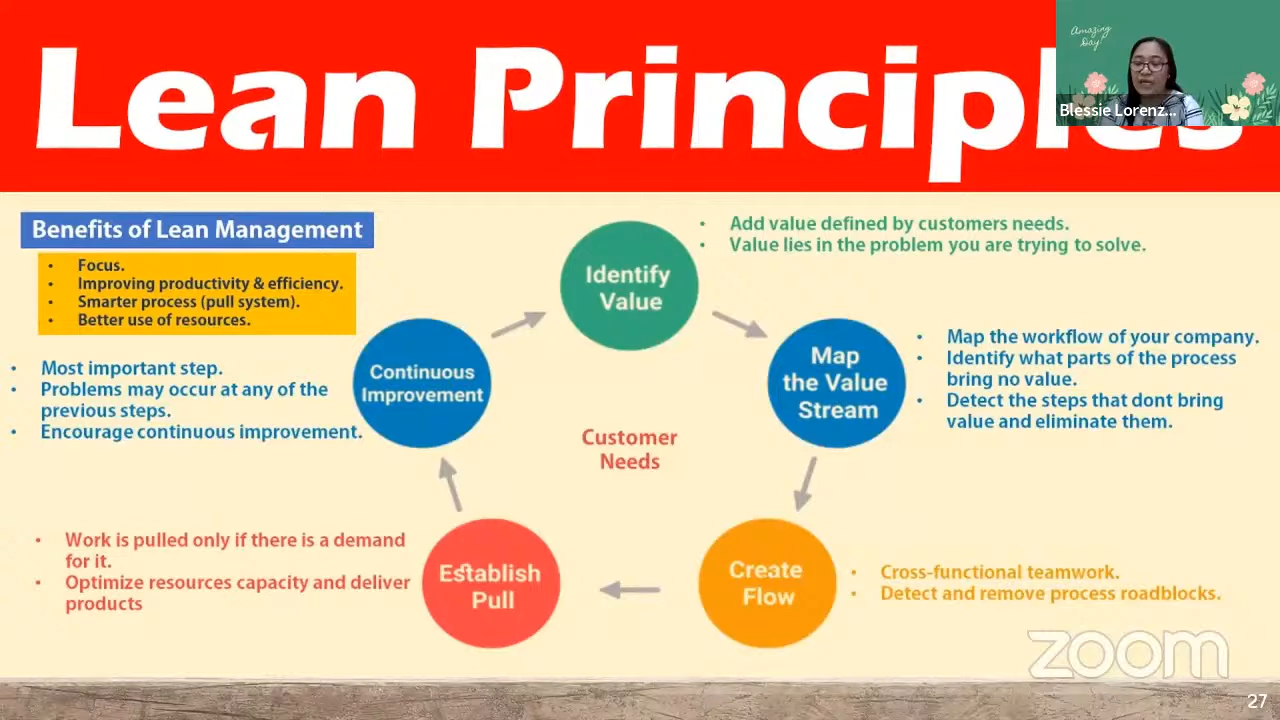 Lean Principles
Amazing
Day!
Blessie Lorenz...
Benefits of Lean Management
• Focus.
• Improving productivity & efficiency.
• Smarter process (pull system).
• Better use of resources.
Identify
Value
• Add value defined by customers needs.
• Value lies in the problem you are trying to solve.
Map
the Value
Stream
• Map the workflow of your company.
• Identify what parts of the process
bring no value.
• Detect the steps that dont bring
value and eliminate them.
Continuous
Improvement
• Most important step.
• Problems may occur at any of the
previous steps.
• Encourage continuous improvement.
Customer
Needs
Create
Flow
• Cross-functional teamwork.
• Detect and remove process roadblocks.
Establish
Pull
• Work is pulled only if there is a demand
for it.
• Optimize resources capacity and deliver
products
zoom
27